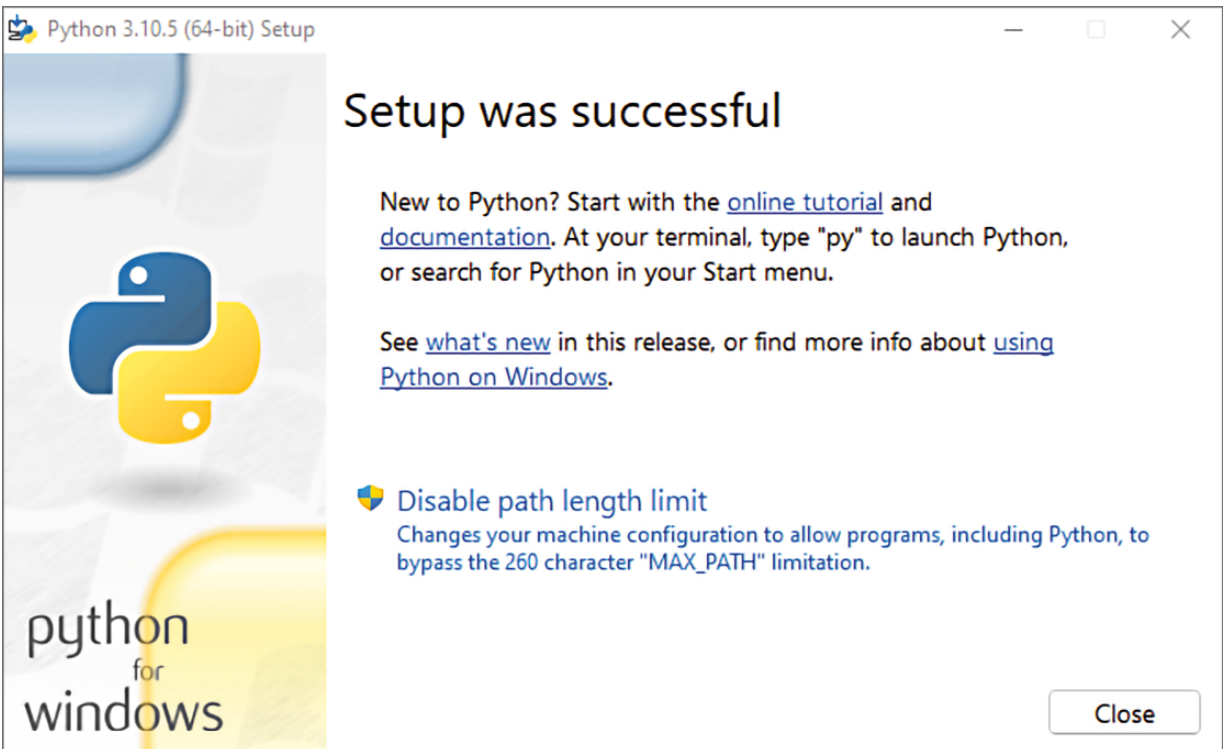 Python 3.10.5 (64-bit) Setup
Setup was successful
New to Python? Start with the online tutorial and
documentation. At your terminal, type "py" to launch Python,
or search for Python in your Start menu.
See what's new in this release, or find more info about using
Python on Windows.
Disable path length limit
Changes your machine configuration to allow programs, including Python, to
bypass the 260 character "MAX_PATH" limitation.
python
for
windows
Close